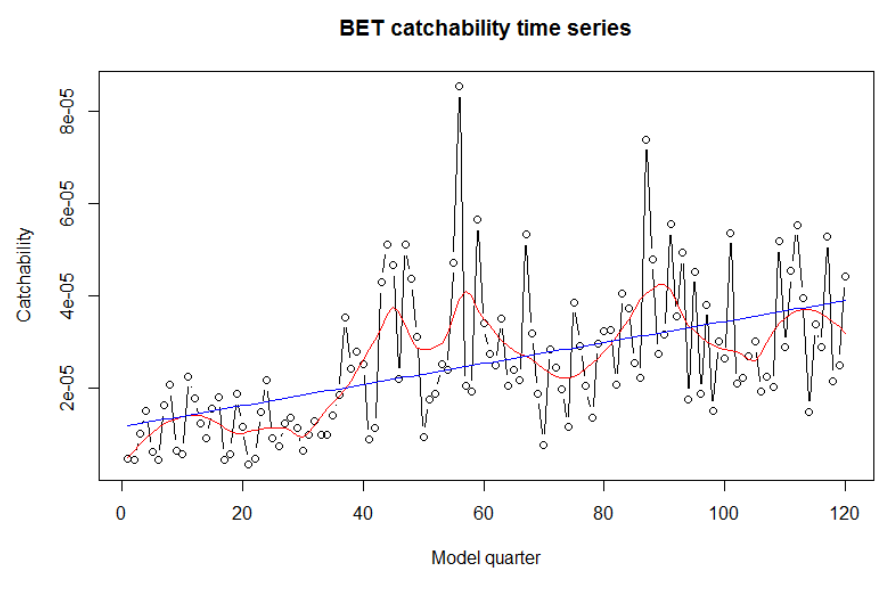 BET catchability time series
Catchability
8e-05
6e-05
4e-05
2e-05
0 20 40 60 80 100 120
Model quarter